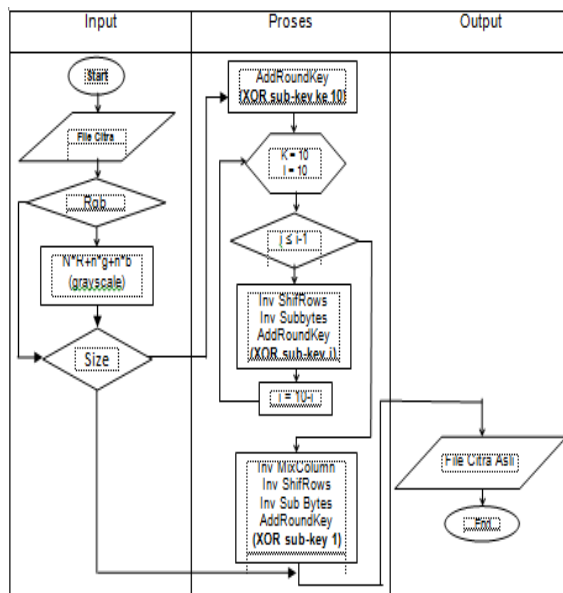 Input
Proses
Output
Start
File Citra
Rgb
N*R+n*g+n*b
(grayscale)
Size
AddRoundKey
(XOR sub-key ke 10)
K = 10
I = 10
j ≤ i-1
Inv ShifRows
Inv Subbytes
AddRoundKey
(XOR sub-key i)
i = 10-i
Inv MixColumn
Inv ShifRows
Inv Sub Bytes
AddRoundKey
(XOR sub-key 1)
File Citra Asli
End